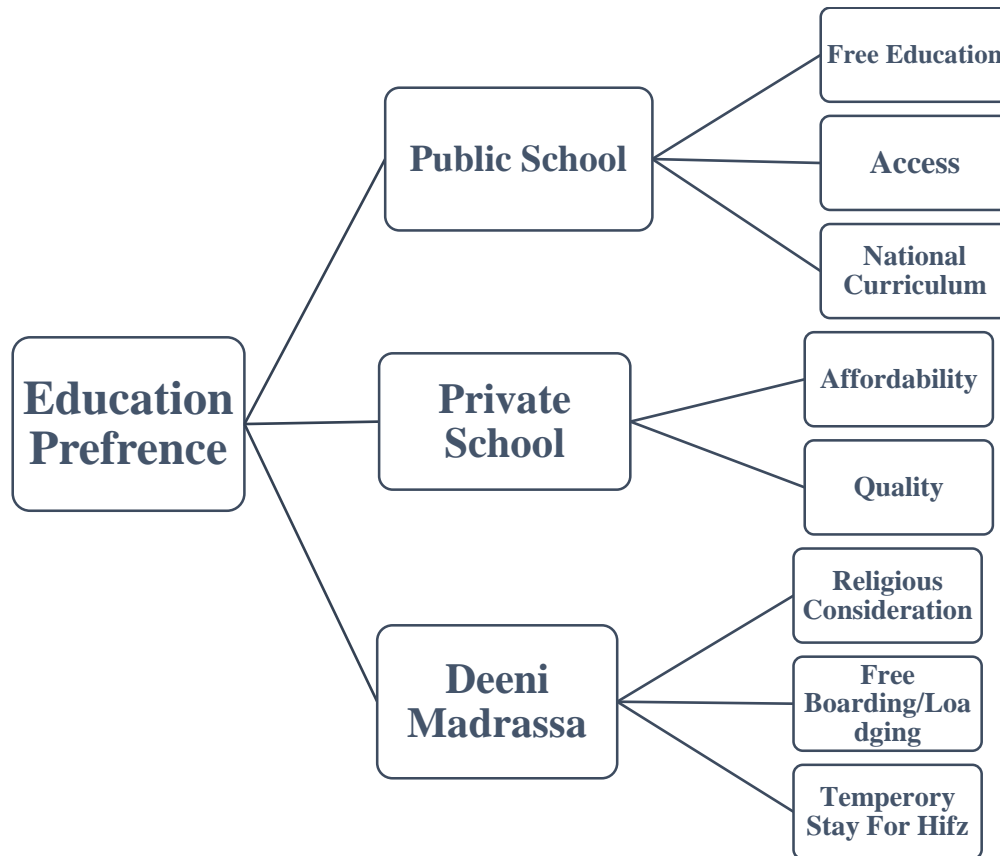 Education
Prefrence
Public School
Free Education
Access
National
Curriculum
Private
School
Affordability
Quality
Deeni
Madrassa
Religious
Consideration
Free
Boarding/Loa
dging
Temperory
Stay For Hifz